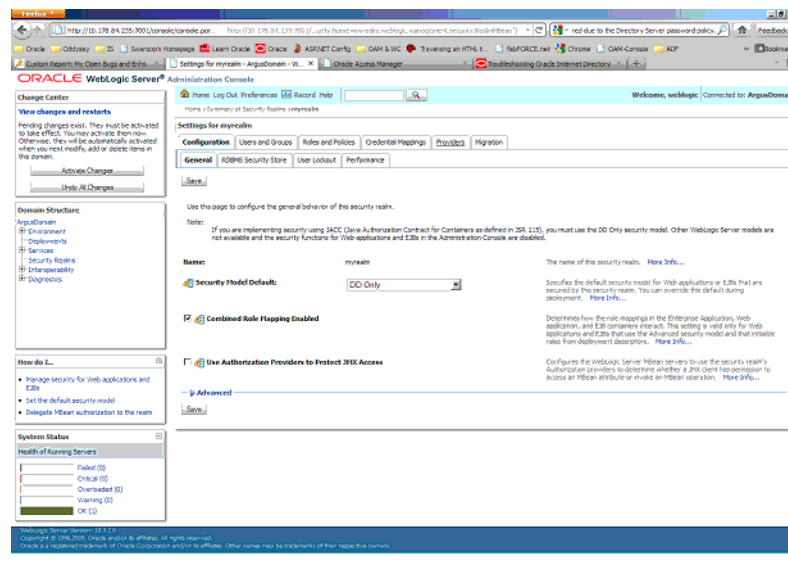 Firefox
http://10.178.84.235:7001/console/console.por
red due to the Directory Server password policy.
Feedback
Oracle Oddysey IS Swaroop's Homepage Learn Oracle Oracle ASP.NET Config OAM & WC Traversing an HTML t... fabFORCE.net Chrome OAM-Console ADF
Custom Report: My Open Bugs and Enhs
Settings for myrealm - ArgusDomain - W...
Oracle Access Manager
Troubleshooting Oracle Internet Directory
ORACLE WebLogic Server® Administration Console
Change Center
View changes and restarts
Pending changes exist. They must be activated
to take effect. You may activate them now.
Otherwise, they will be automatically activated
when you next modify, add or delete items in
this domain.
Activate Changes
Undo All Changes
Domain Structure
ArgusDomain
Environment
Deployments
Services
Security Realms
Interoperability
Diagnostics
How do I...
Manage security for Web applications and
EJBs
Set the default security model
Delegate MBean authorization to the realm
System Status
Health of Running Servers
Failed (0)
Critical (0)
Overloaded (0)
Warning (0)
OK (1)
Home Log Out Preferences Record Help
Welcome, weblogic Connected to: ArgusDoma
Home >Summary of Security Realms >myrealm
Settings for myrealm
Configuration Users and Groups Roles and Policies Credential Mappings Providers Migration
General RDBMS Security Store User Lockout Performance
Save
Use this page to configure the general behavior of this security realm.
Note:
If you are implementing security using JACC (Java Authorization Contract for Containers as defined in JSR 115), you must use the DD Only security model. Other WebLogic Server models are
not available and the security functions for Web applications and EJBs in the Administration Console are disabled.
Name: myrealm The name of this security realm. More Info...
Security Model Default: DD Only Specifies the default security model for Web applications or EJBs that are
secured by this security realm. You can override this default during
deployment. More Info...
Combined Role Mapping Enabled Determines how the role mappings in the Enterprise Application, Web
application, and EJB containers interact. This setting is valid only for Web
applications and EJBs that use the Advanced security model and that initialize
roles from deployment descriptors. More Info...
Use Authorization Providers to Protect JMX Access Configures the WebLogic Server MBean servers to use the security realm's
Authorization providers to determine whether a JMX client has permission to
access an MBean attribute or invoke an MBean operation. More Info...
Advanced
Save
WebLogic Server Version: 10.3.2.0
Copyright © 1996,2009, Oracle and/or its affiliates. All rights reserved.
Oracle is a registered trademark of Oracle Corporation and/or its affiliates. Other names may be trademarks of their respective owners.